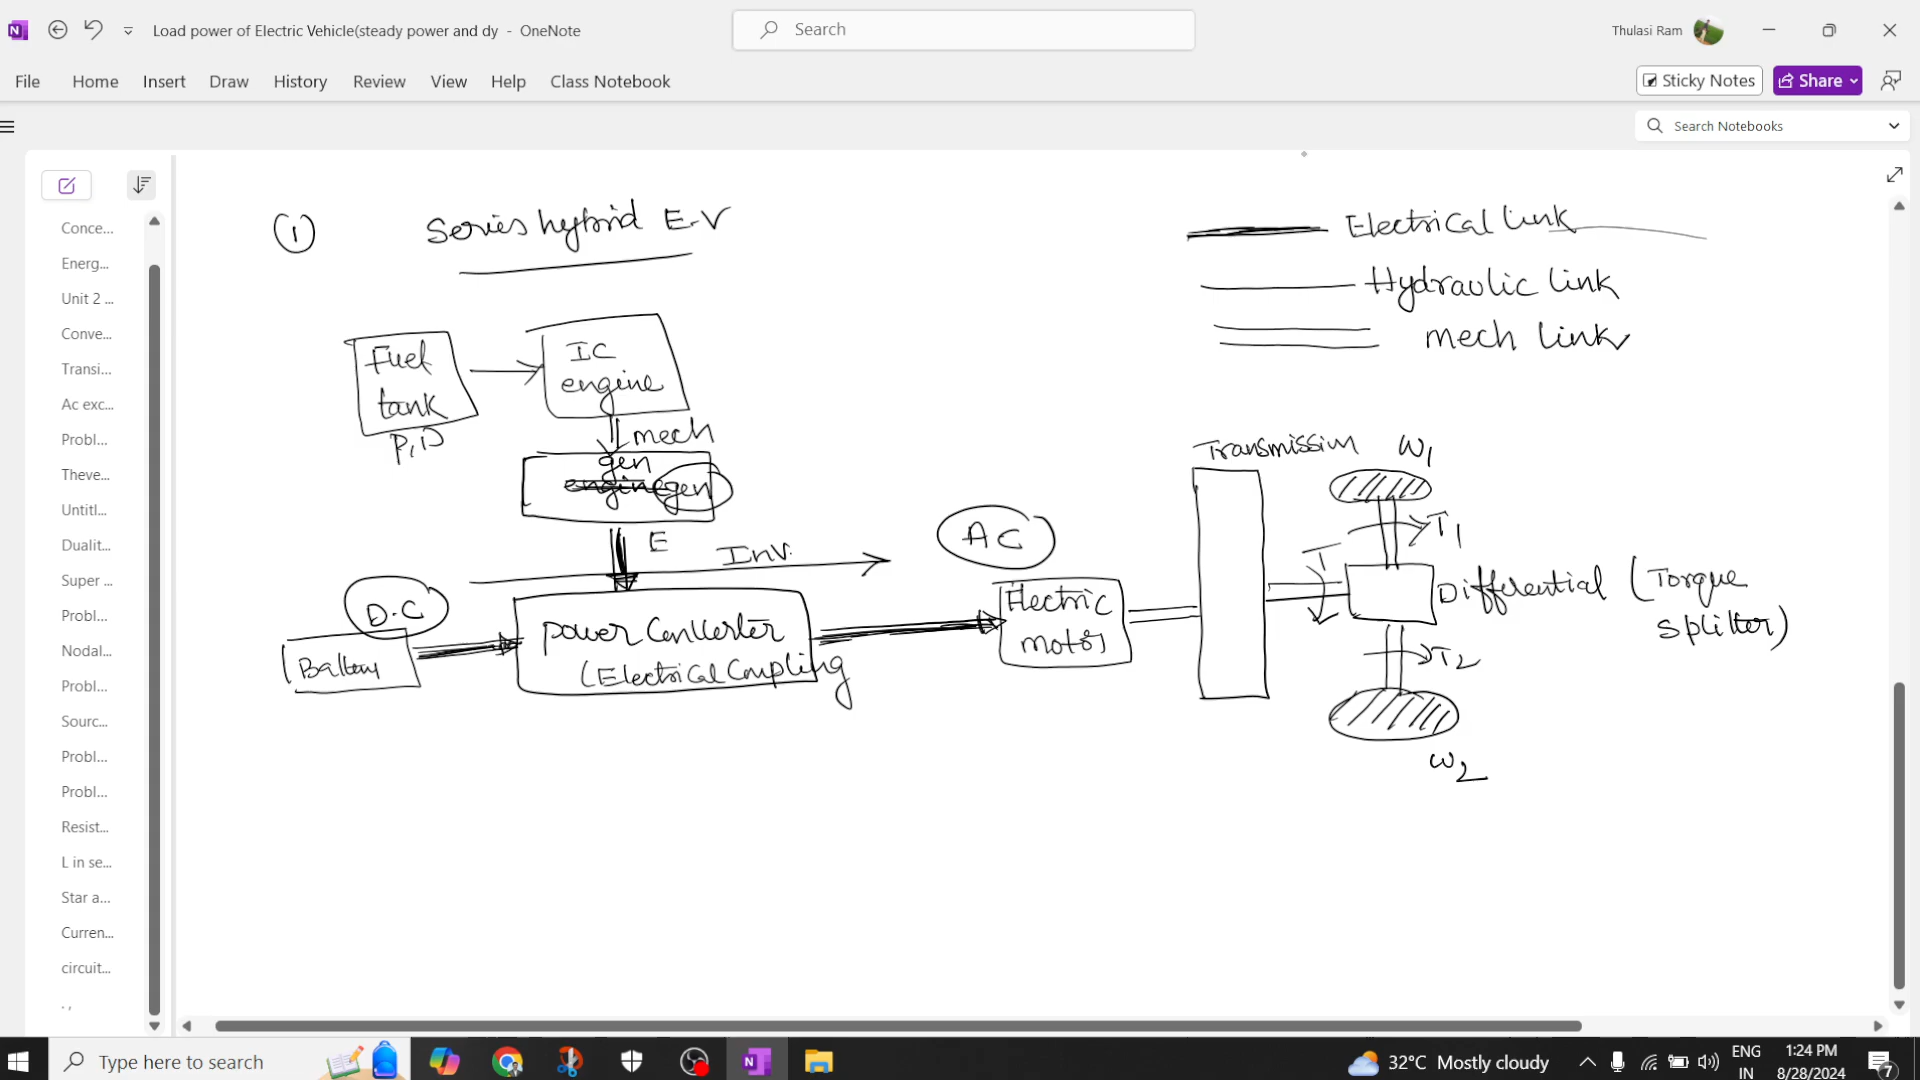 Load power of Electric Vehicle(steady power and dy - OneNote
Search
Thulasi Ram
File Home Insert Draw History Review View Help Class Notebook
Sticky Notes
Share
Search Notebooks
Conce...
Energ...
Unit 2 ...
Conve...
Transi...
Ac exc...
Probl...
Theve...
Untitl...
Dualit...
Super ...
Probl...
Nodal...
Probl...
Sourc...
Probl...
Probl...
Resist...
L in se...
Star a...
Curren...
circuit...
1
Series hybrid E-V
Electrical link
Hydraulic link
mech link
Fuel
tank
P, D
IC
engine
mech
gen
engine gen
E
Inv.
D.C
Battery
power Converter
(Electrical Coupling
AC
Electric
motor
Transmission
W1
T1
T
Differential (Torque
splitter)
T2
W2
Type here to search
32°C Mostly cloudy
ENG
IN
1:24 PM
8/28/2024
7